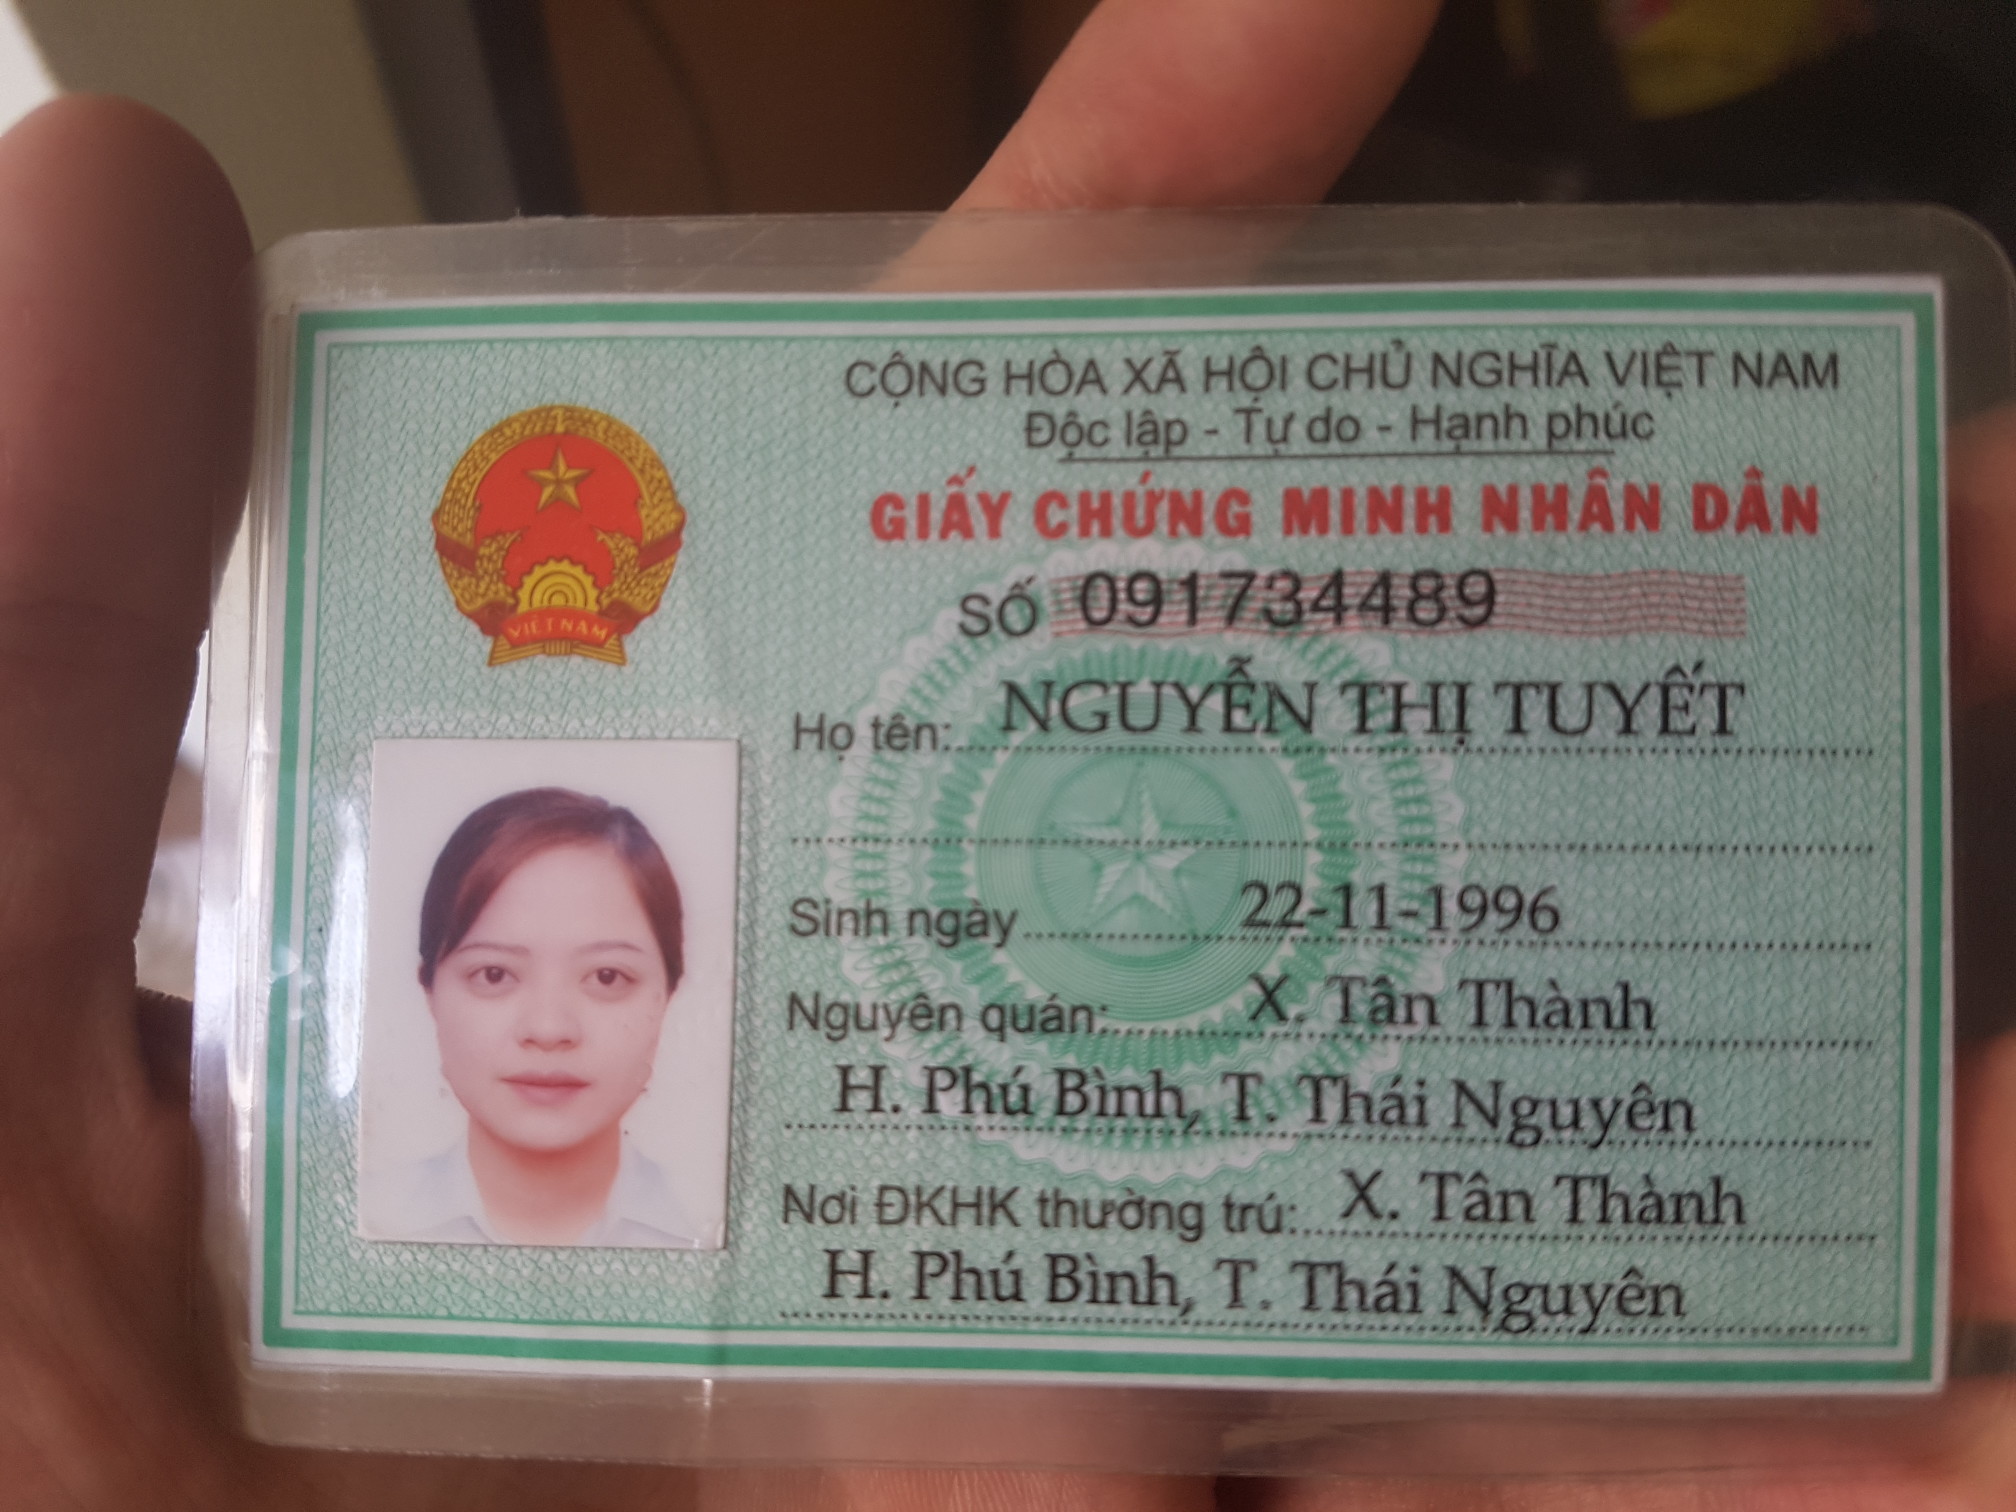 CỘNG HÒA XÃ HỘI CHỦ NGHĨA VIỆT NAM
Độc lập - Tự do - Hạnh phúc
GIẤY CHỨNG MINH NHÂN DÂN
SỐ 091734489
VIỆT NAM
Họ tên: NGUYỄN THỊ TUYẾT
Sinh ngày 22-11-1996
Nguyên quán: X. Tân Thành
H. Phú Bình, T. Thái Nguyên
Nơi ĐKHK thường trú: X. Tân Thành
H. Phú Bình, T. Thái Nguyên